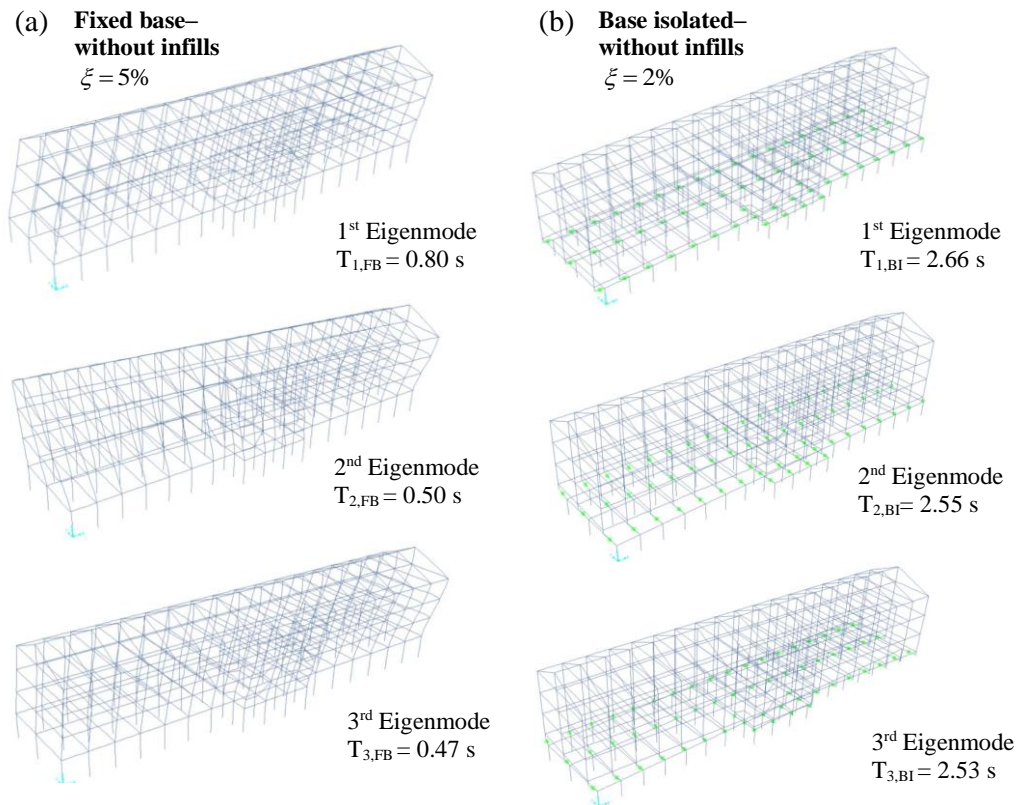 (a) Fixed base–
without infills
ξ = 5%
1st Eigenmode
T1,FB = 0.80 s
2nd Eigenmode
T2,FB = 0.50 s
3rd Eigenmode
T3,FB = 0.47 s
(b) Base isolated–
without infills
ξ = 2%
1st Eigenmode
T1,BI = 2.66 s
2nd Eigenmode
T2,BI= 2.55 s
3rd Eigenmode
T3,BI = 2.53 s